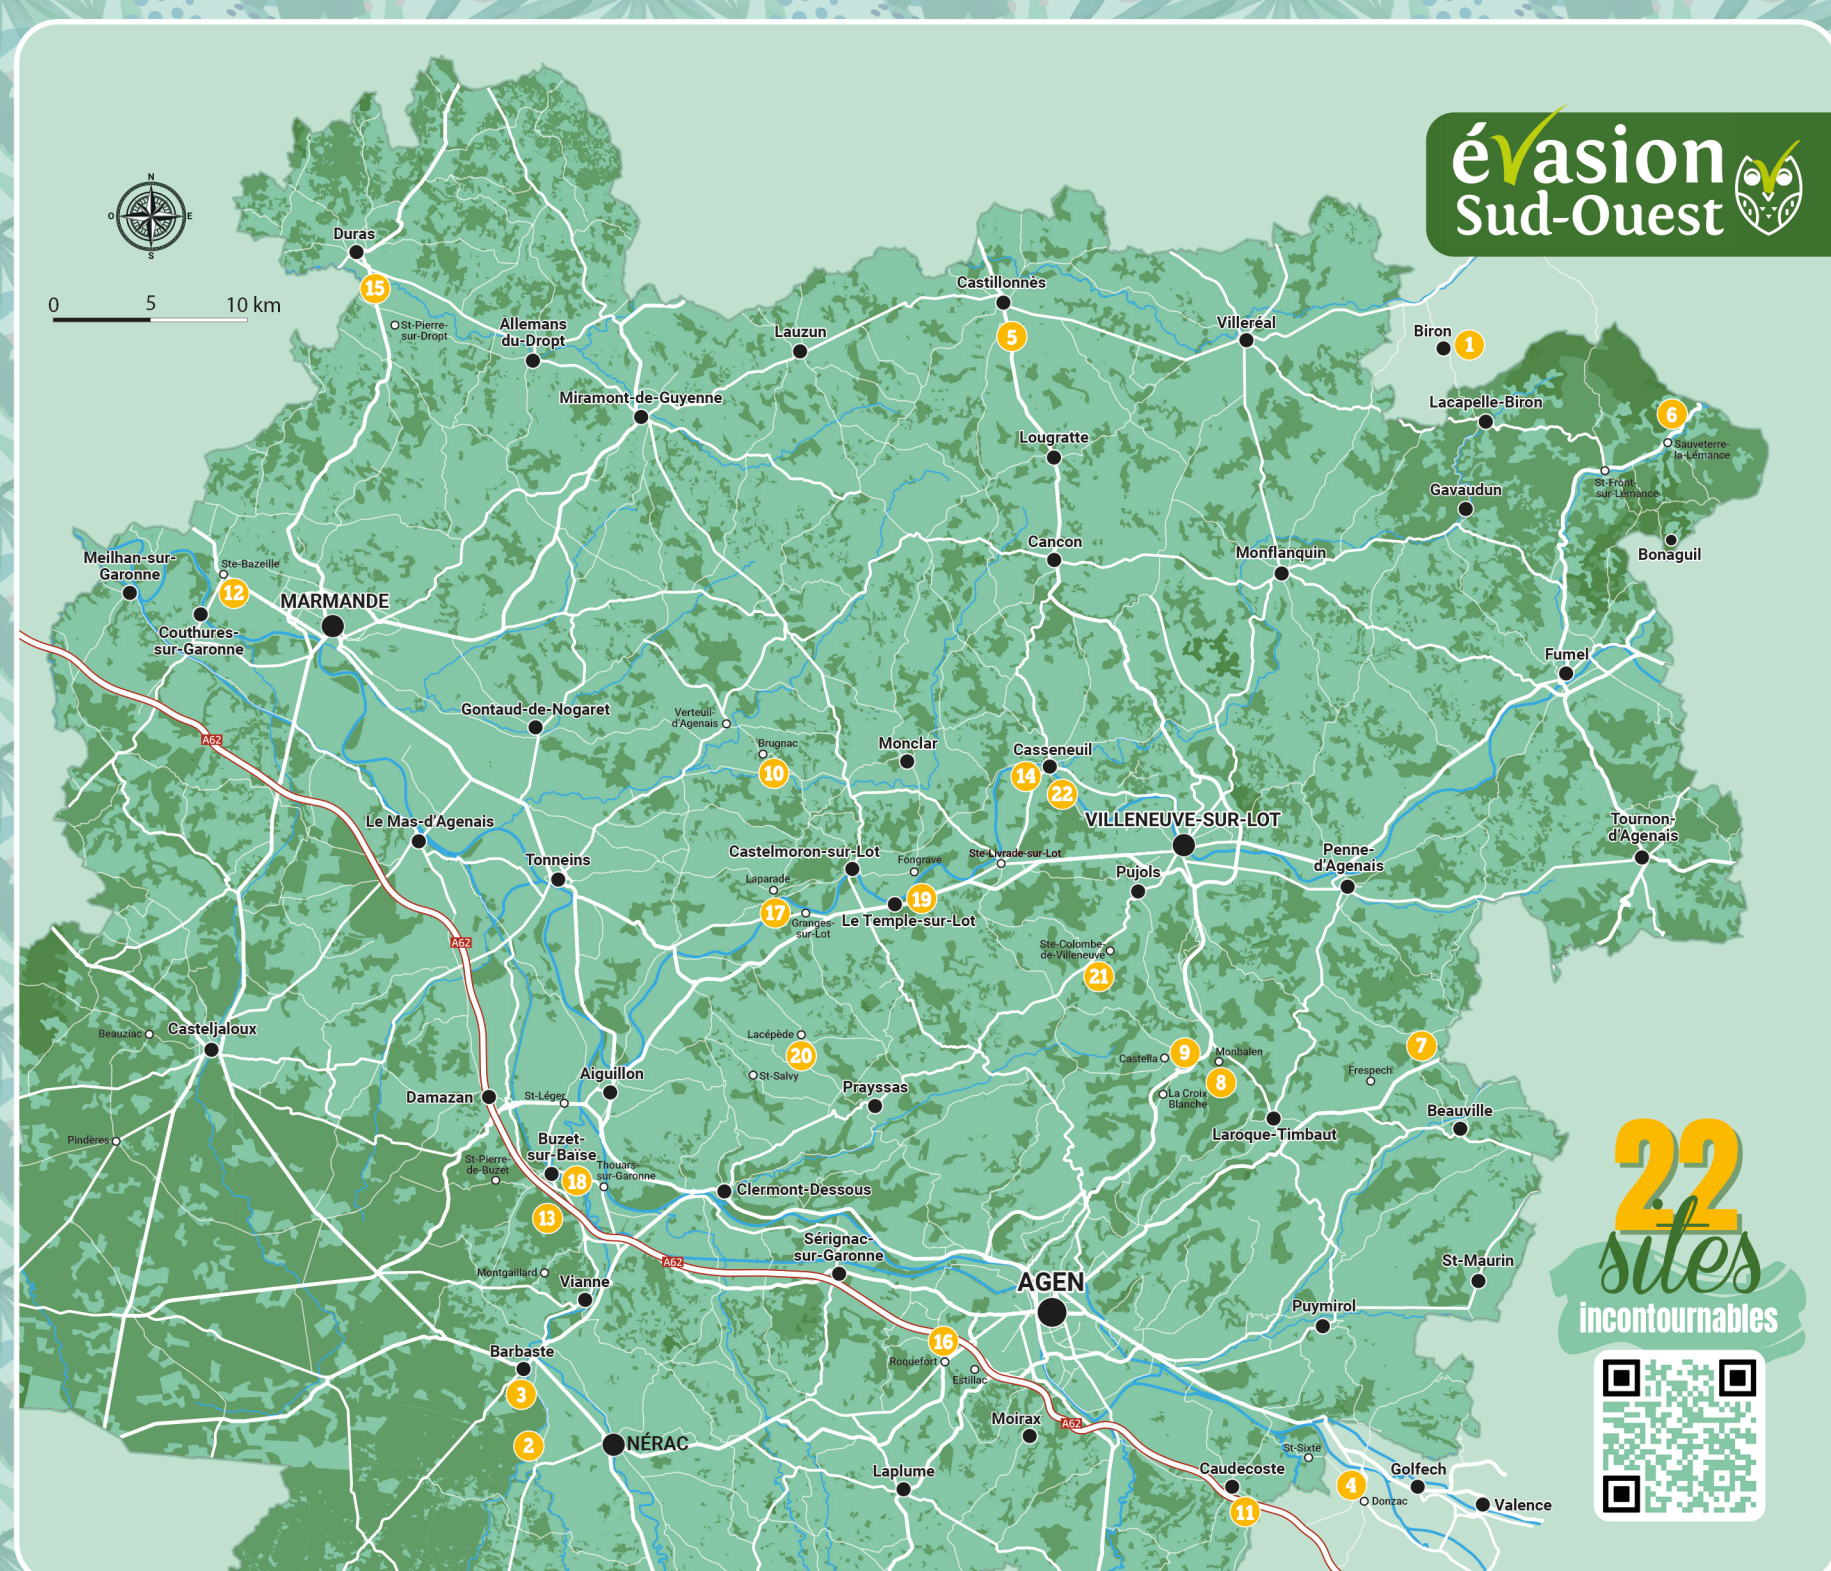 évasion
Sud-Ouest
N
O
E
S
0 5 10 km
Duras
15
St-Pierre-
sur-Dropt
Allemans
du-Dropt
Lauzun
Castillonnès
5
Villeréal
Biron
1
Miramont-de-Guyenne
Lacapelle-Biron
6
Sauveterre-
la-Lémance
Lougratte
St-Front-
sur-Lémance
Gavaudun
Cancon
Monflanquin
Bonaguil
Meilhan-sur-
Garonne
Ste-Bazeille
12
MARMANDE
Couthures-
sur-Garonne
Fumel
Gontaud-de-Nogaret
Verteuil-
d'Agenais
A62
Brugnac
10
Monclar
Casseneuil
14
22
VILLENEUVE-SUR-LOT
Le Mas-d'Agenais
Tournon-
d'Agenais
Tonneins
Castelmoron-sur-Lot
Fongrave
Ste-Livrade-sur-Lot
Penne-
d'Agenais
Pujols
Laparade
17
Granges-
sur-Lot
19
Le Temple-sur-Lot
A62
Ste-Colombe-
de-Villeneuve
21
Beauziac
Casteljaloux
Lacépède
20
St-Salvy
Castella
9
Monbalen
8
La Croix
Blanche
7
Frespech
Aiguillon
Damazan
St-Léger
Prayssas
Beauville
Laroque-Timbaut
Pindères
Buzet-
sur-Baïse
St-Pierre-
de-Buzet
18
Thouars-
sur-Garonne
13
Clermont-Dessous
22
sites
incontournables
Sérignac-
sur-Garonne
A62
Montgaillard
Vianne
AGEN
St-Maurin
Puymirol
Barbaste
3
16
Roquefort
Estillac
2
NÉRAC
Moirax
A62
Laplume
Caudecoste
11
St-Sixte
4
Donzac
Golfech
Valence